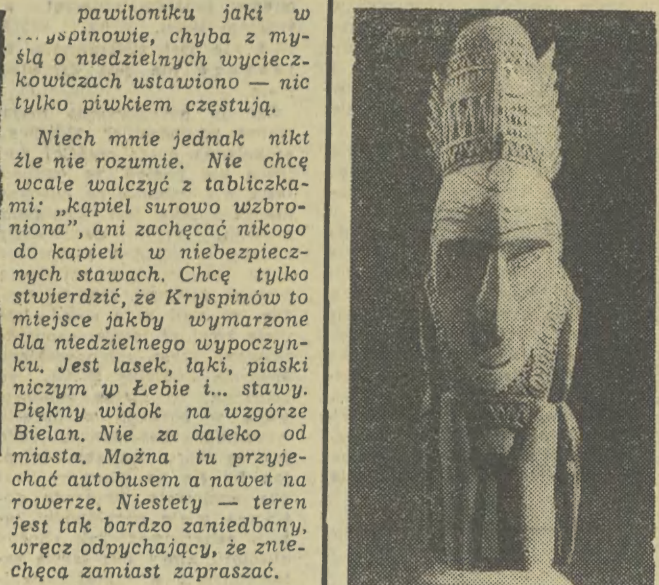 pawiloniku jaki w
...yspinowie, chyba z my-
ślą o niedzielnych wyciecz-
kowiczach ustawiono — nie
tylko piwkiem częstują.
Niech mnie jednak nikt
źle nie rozumie. Nie chcę
wcale walczyć z tabliczka-
mi: „kąpiel surowo wzbro-
niona”, ani zachęcać nikogo
do kąpieli w niebezpiecz-
nych stawach. Chcę tylko
stwierdzić, że Kryspinów to
miejsce jakby wymarzone
dla niedzielnego wypoczyn-
ku. Jest lasek, łąki, piaski
niczym w Łebie i... stawy.
Piękny widok na wzgórze
Bielan. Nie za daleko od
miasta. Można tu przyje-
chać autobusem a nawet na
rowerze. Niestety — teren
jest tak bardzo zaniedbany,
wręcz odpychający, że znie-
chęca zamiast zapraszać.